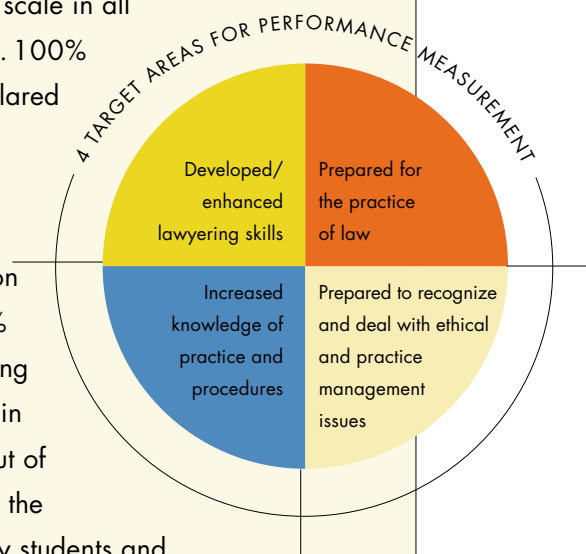 scale in all
. 100%
lared
4 TARGET AREAS FOR PERFORMANCE MEASUREMENT
Developed/
enhanced
lawyering skills
Prepared for
the practice
of law
Increased
knowledge of
practice and
procedures
Prepared to recognize
and deal with ethical
and practice
management
issues
on
%
ng
in
ut of
the
y students and